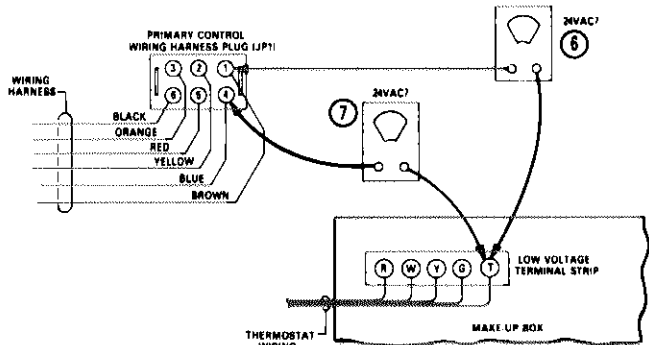 PRIMARY CONTROL
WIRING HARNESS PLUG (JP1)
3 2 1
6 5 4
WIRING
HARNESS
BLACK
ORANGE
RED
YELLOW
BLUE
BROWN
24VAC?
6
24VAC?
7
R W Y G T
LOW VOLTAGE
TERMINAL STRIP
THERMOSTAT
WIRING
MAKE-UP BOX